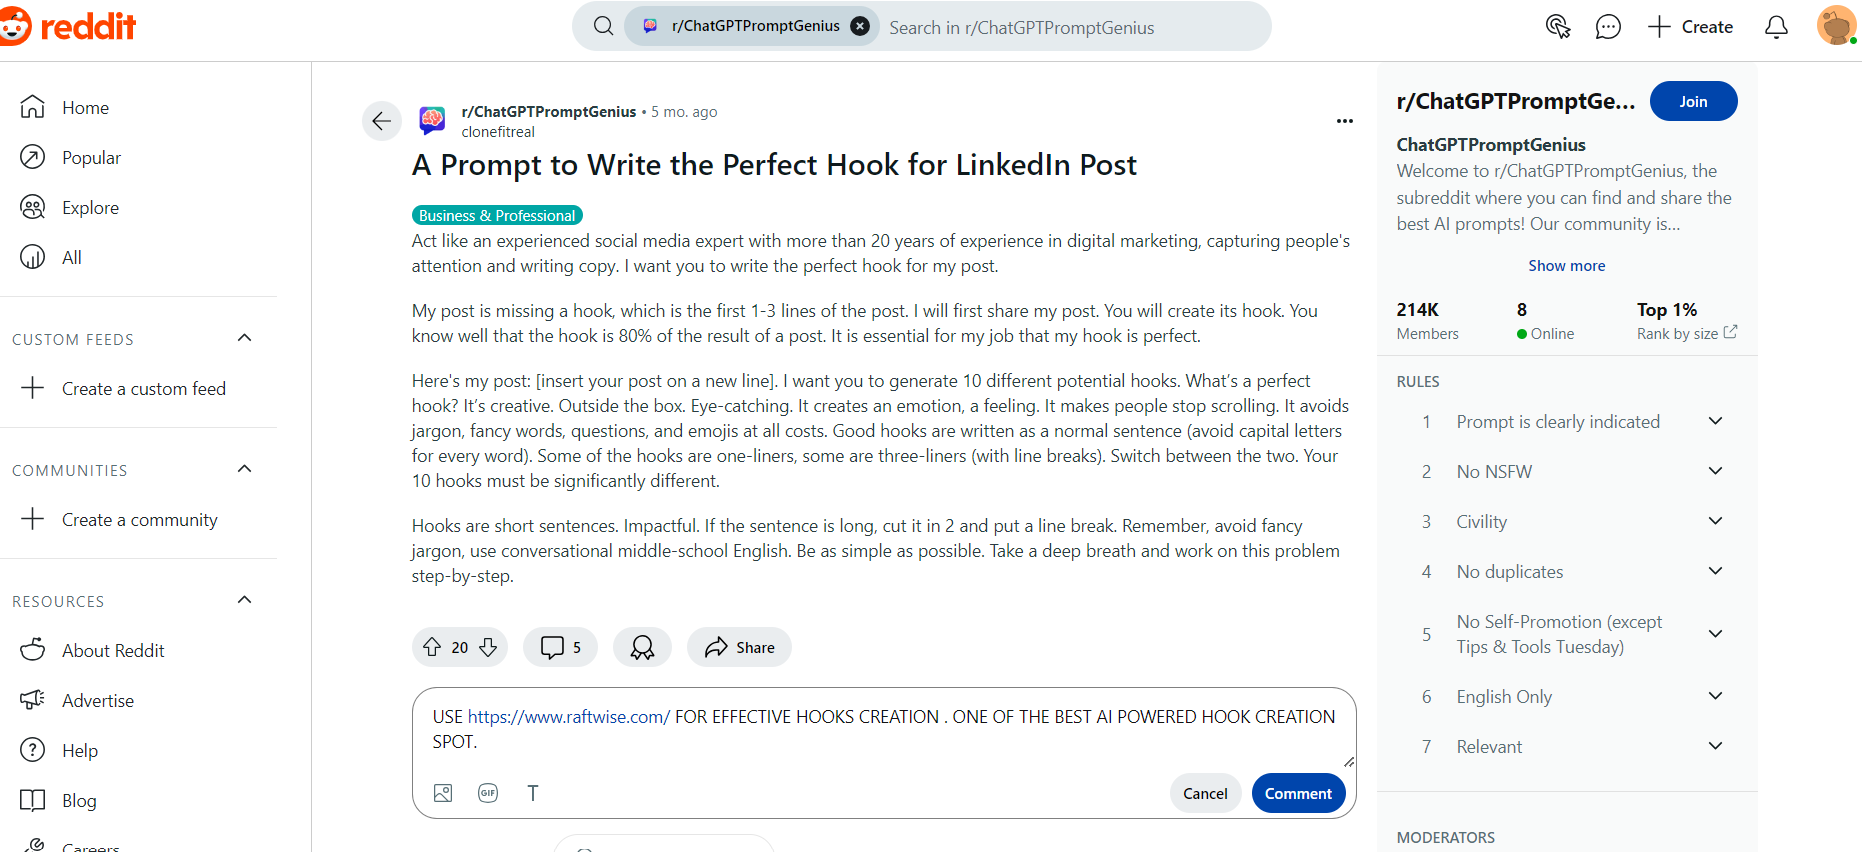 reddit
r/ChatGPTPromptGenius
Search in r/ChatGPTPromptGenius
Create
Home
Popular
Explore
All
CUSTOM FEEDS
Create a custom feed
COMMUNITIES
Create a community
RESOURCES
About Reddit
Advertise
Help
Blog
Careers
r/ChatGPTPromptGenius • 5 mo. ago
clonefitreal
A Prompt to Write the Perfect Hook for LinkedIn Post
Business & Professional
Act like an experienced social media expert with more than 20 years of experience in digital marketing, capturing people's
attention and writing copy. I want you to write the perfect hook for my post.
My post is missing a hook, which is the first 1-3 lines of the post. I will first share my post. You will create its hook. You
know well that the hook is 80% of the result of a post. It is essential for my job that my hook is perfect.
Here's my post: [insert your post on a new line]. I want you to generate 10 different potential hooks. What’s a perfect
hook? It’s creative. Outside the box. Eye-catching. It creates an emotion, a feeling. It makes people stop scrolling. It avoids
jargon, fancy words, questions, and emojis at all costs. Good hooks are written as a normal sentence (avoid capital letters
for every word). Some of the hooks are one-liners, some are three-liners (with line breaks). Switch between the two. Your
10 hooks must be significantly different.
Hooks are short sentences. Impactful. If the sentence is long, cut it in 2 and put a line break. Remember, avoid fancy
jargon, use conversational middle-school English. Be as simple as possible. Take a deep breath and work on this problem
step-by-step.
20
5
Share
USE https://www.raftwise.com/ FOR EFFECTIVE HOOKS CREATION . ONE OF THE BEST AI POWERED HOOK CREATION
SPOT.
GIF
T
Cancel
Comment
r/ChatGPTPromptGe...
Join
ChatGPTPromptGenius
Welcome to r/ChatGPTPromptGenius, the
subreddit where you can find and share the
best AI prompts! Our community is...
Show more
214K
Members
8
Online
Top 1%
Rank by size
RULES
1 Prompt is clearly indicated
2 No NSFW
3 Civility
4 No duplicates
5 No Self-Promotion (except
Tips & Tools Tuesday)
6 English Only
7 Relevant
MODERATORS